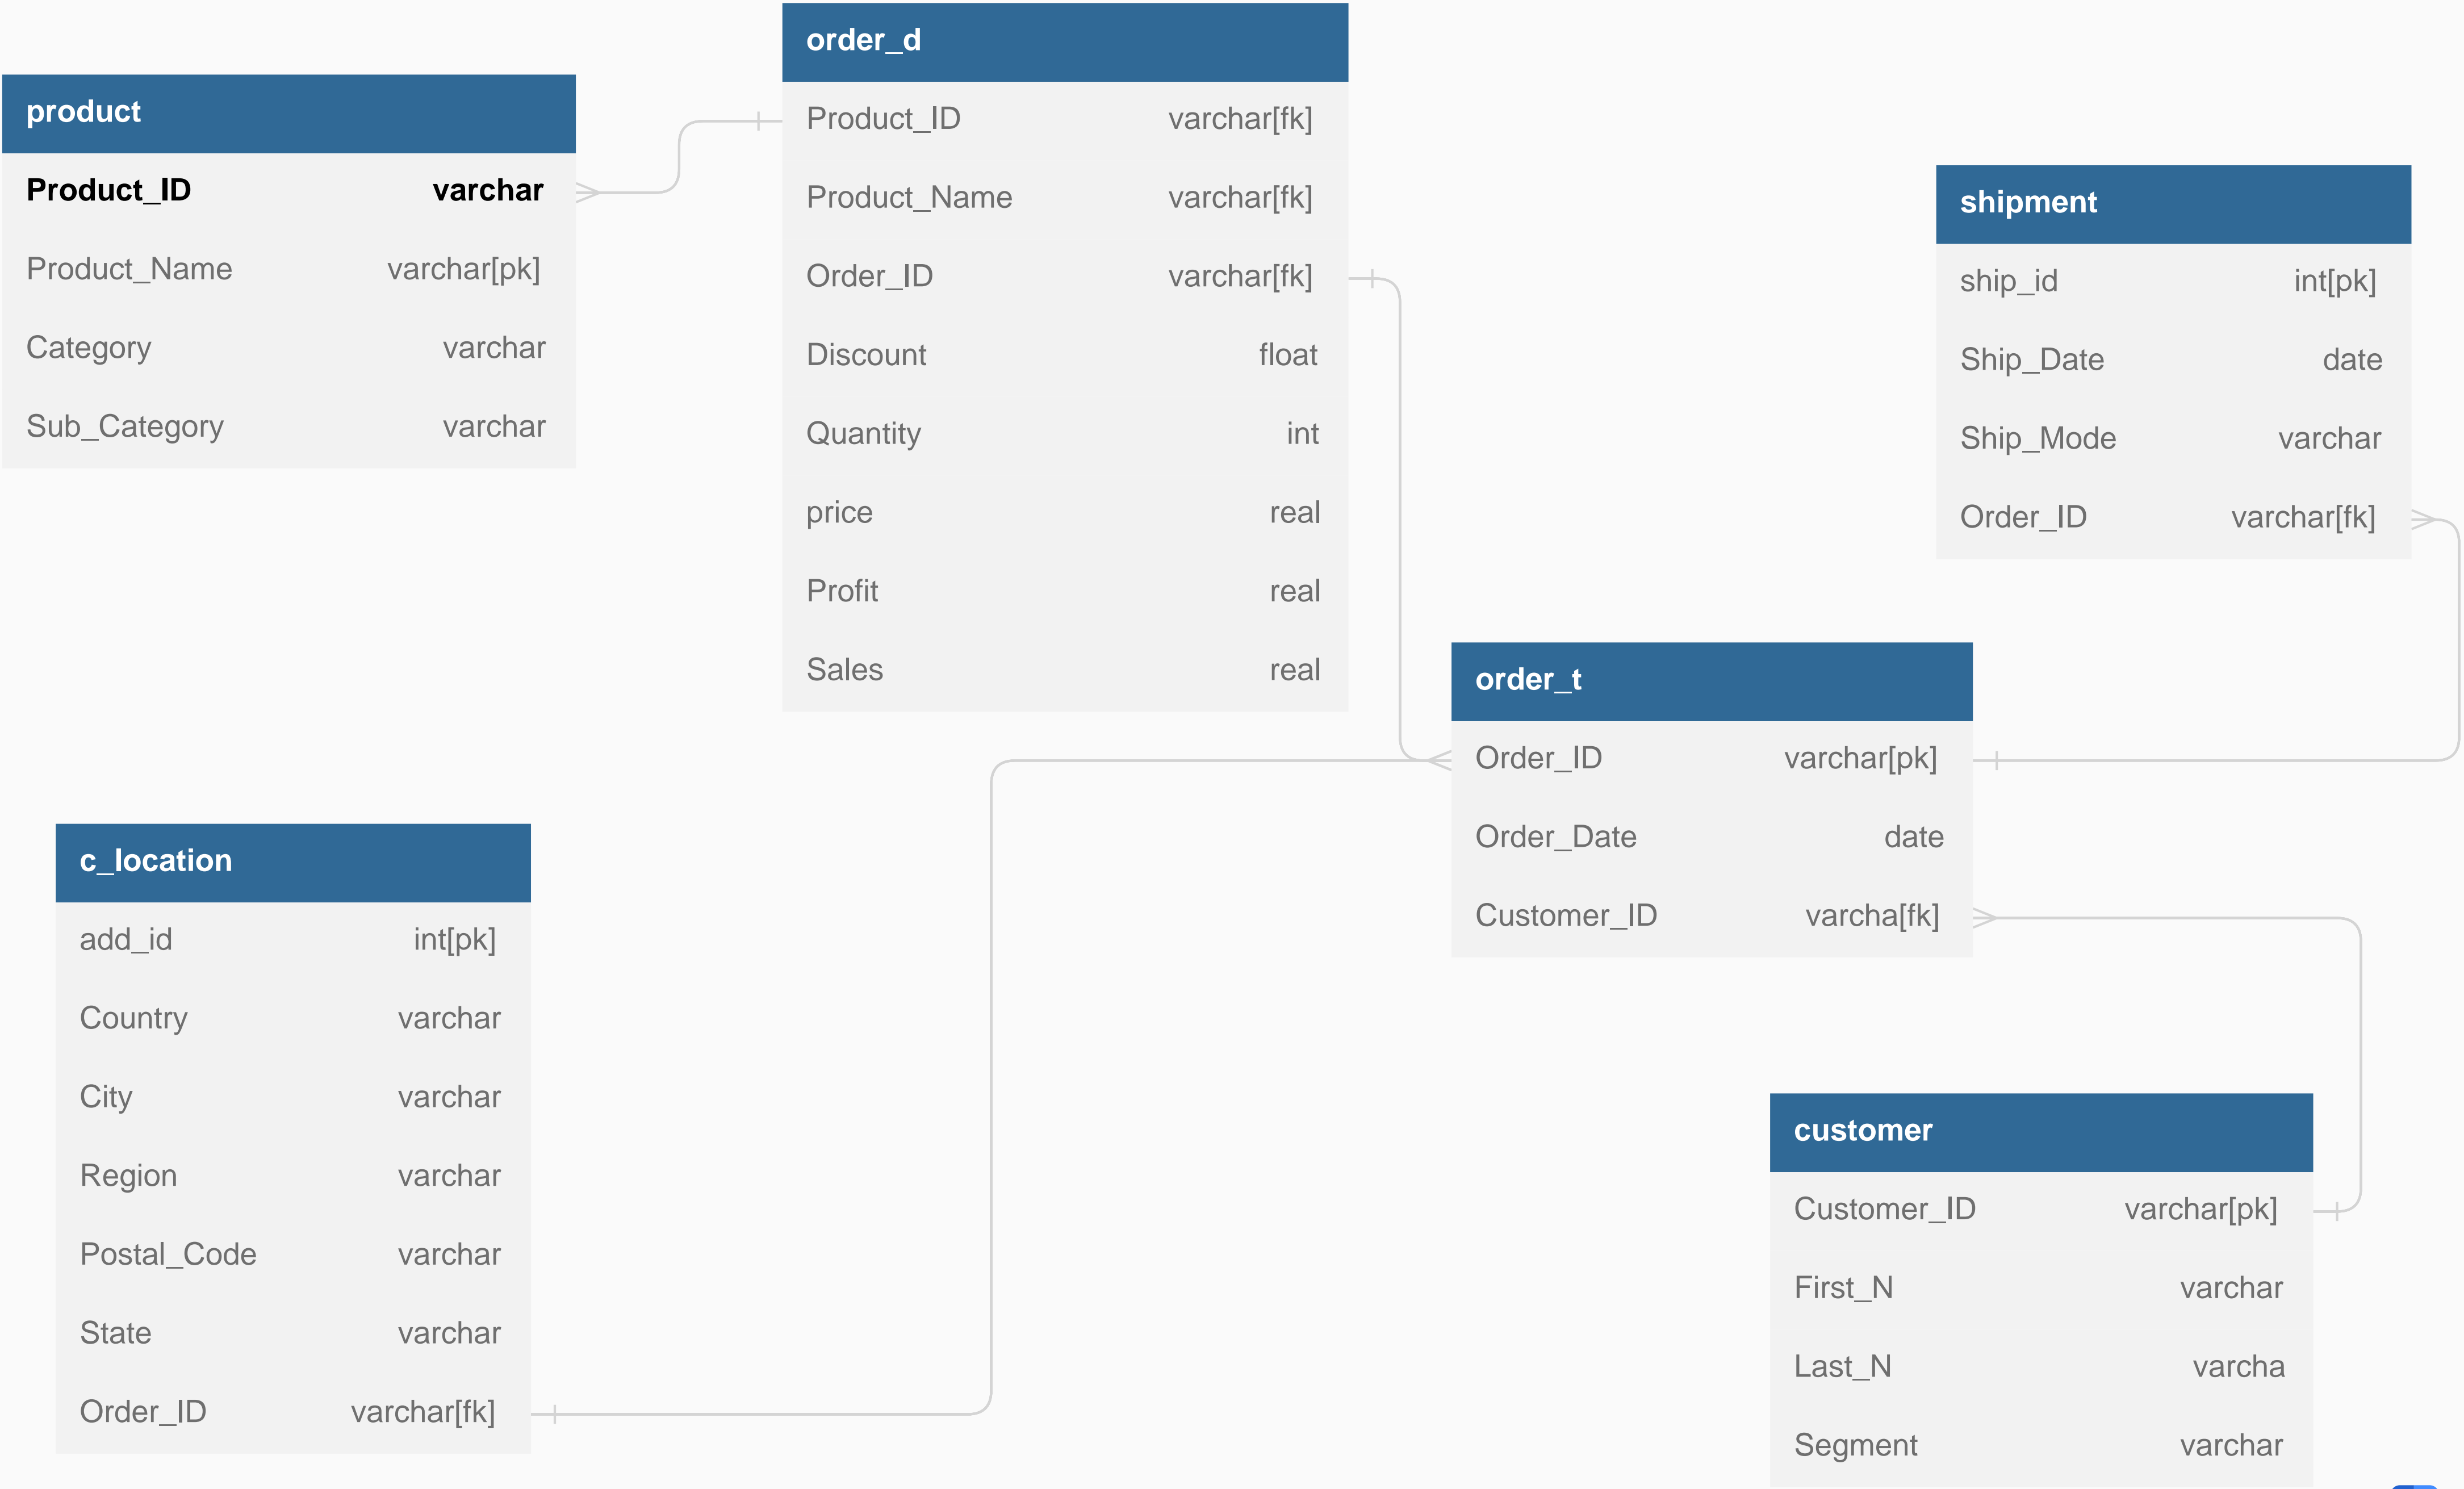 product
Product_ID varchar
Product_Name varchar[pk]
Category varchar
Sub_Category varchar
order_d
Product_ID varchar[fk]
Product_Name varchar[fk]
Order_ID varchar[fk]
Discount float
Quantity int
price real
Profit real
Sales real
shipment
ship_id int[pk]
Ship_Date date
Ship_Mode varchar
Order_ID varchar[fk]
order_t
Order_ID varchar[pk]
Order_Date date
Customer_ID varcha[fk]
c_location
add_id int[pk]
Country varchar
City varchar
Region varchar
Postal_Code varchar
State varchar
Order_ID varchar[fk]
customer
Customer_ID varchar[pk]
First_N varchar
Last_N varcha
Segment varchar